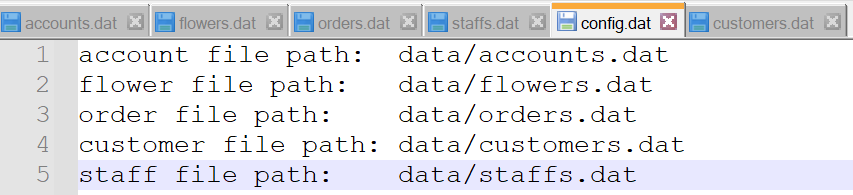 accounts.dat flowers.dat orders.dat staffs.dat config.dat customers.dat
1 account file path:  data/accounts.dat
2 flower file path:   data/flowers.dat
3 order file path:    data/orders.dat
4 customer file path: data/customers.dat
5 staff file path:    data/staffs.dat